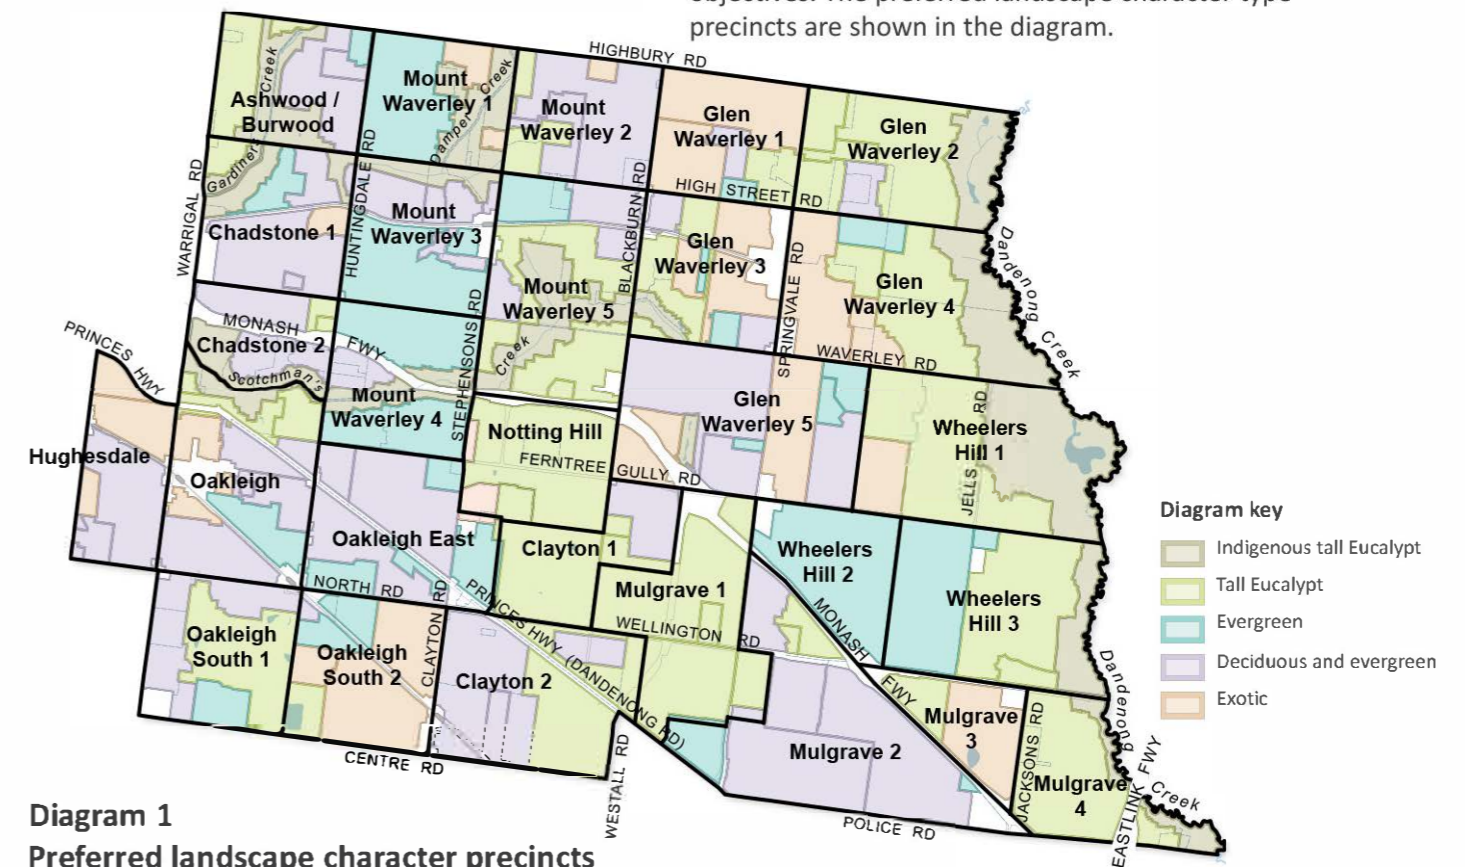 objectives. The preferred landscape character type
precincts are shown in the diagram.
HIGHBURY RD
Ashwood /
Burwood
Creek
Gardiners
Mount
Waverley 1
Damper Creek
Mount
Waverley 2
Glen
Waverley 1
Glen
Waverley 2
HIGH STREET RD
WARRIGAL RD
HUNTINGDALE RD
BLACKBURN RD
SPRINGVALE RD
STEPHENSONS RD
Chadstone 1
Mount
Waverley 3
Mount
Waverley 5
Creek
Glen
Waverley 3
Glen
Waverley 4
Dandenong Creek
WAVERLEY RD
PRINCES HWY
MONASH FWY
Chadstone 2
Scotchman's
Mount
Waverley 4
Notting Hill
FERNTREE GULLY RD
Glen
Waverley 5
Wheelers
Hill 1
JELLS RD
Hughesdale
Oakleigh
Oakleigh East
Clayton 1
Mulgrave 1
Wheelers
Hill 2
Wheelers
Hill 3
NORTH RD
PRINCES HWY (DANDENONG RD)
WELLINGTON RD
MONASH FWY
CLAYTON RD
Oakleigh
South 1
Oakleigh
South 2
Clayton 2
CENTRE RD
WESTALL RD
Mulgrave 2
Mulgrave
3
JACKSONS RD
Mulgrave
4
POLICE RD
EASTLINK FWY
Dandenong Creek
Diagram key
Indigenous tall Eucalypt
Tall Eucalypt
Evergreen
Deciduous and evergreen
Exotic
Diagram 1
Preferred landscape character precincts